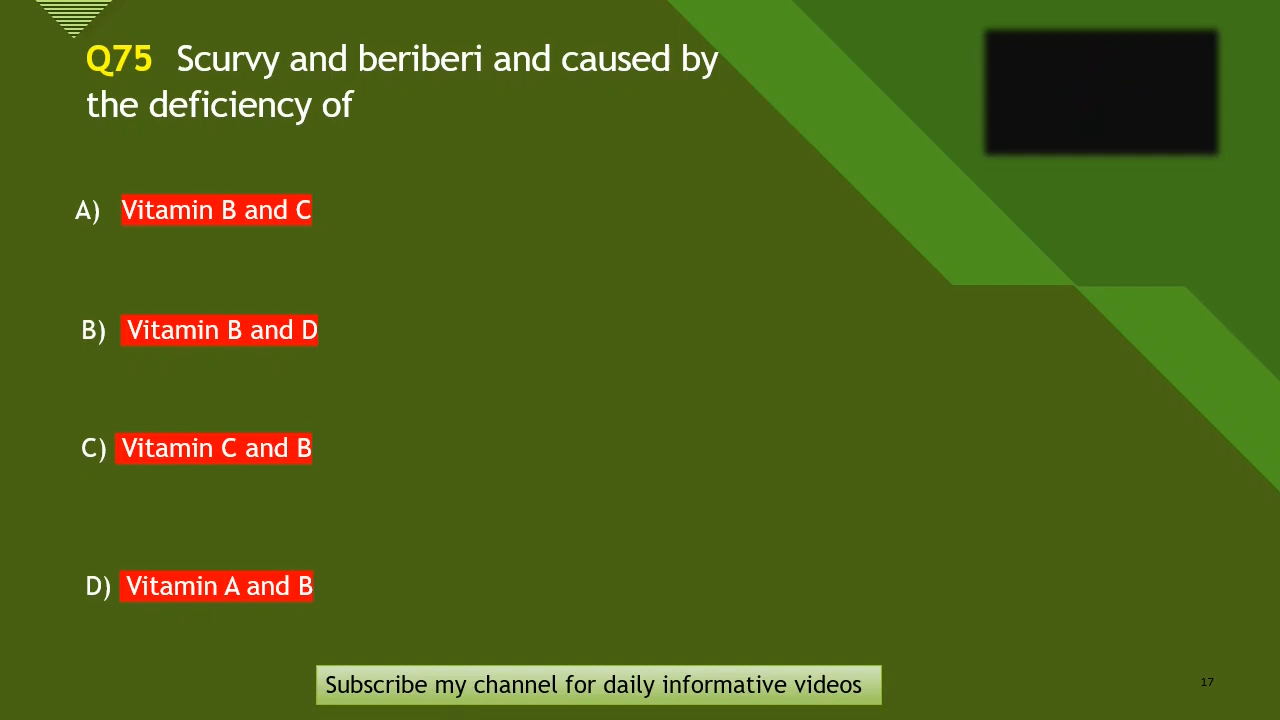 Q75 Scurvy and beriberi and caused by
the deficiency of
A) Vitamin B and C
B) Vitamin B and D
C) Vitamin C and B
D) Vitamin A and B
Subscribe my channel for daily informative videos
17